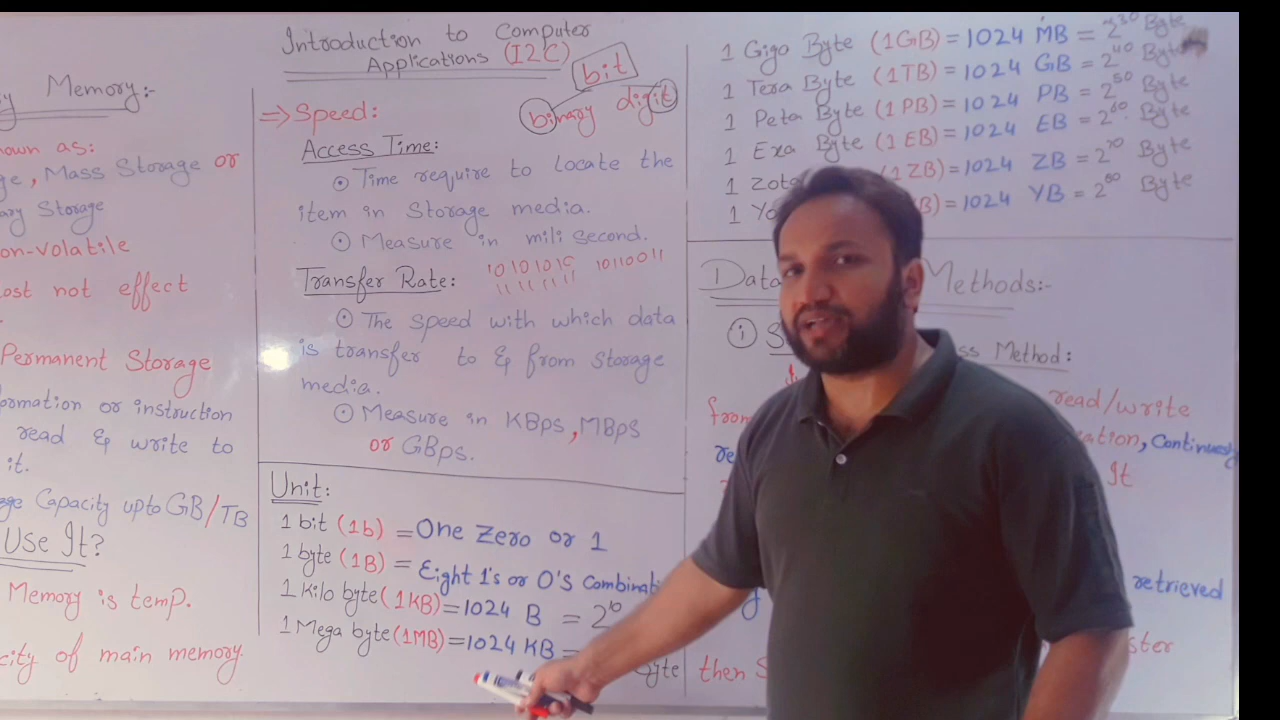 Memory:-
nown as:
ge, Mass Storage or
ary Storage
on-Volatile
ost not effect
Permanent Storage
formation or instruction
read & write to
it.
ge Capacity upto GB/TB
Use It?
Memory is temp.
city of main memory.
Introduction to Computer
Applications (I2C)
bit
binary digit
⇒ Speed:
Access Time:
⊙ Time require to locate the
item in Storage media.
⊙ Measure in mili second.
Transfer Rate: 10101010 10110011
⊙ The speed with which data
is transfer to & from storage
media.
⊙ Measure in KBps, MBps
or GBps.
Unit:
1 bit (1b) = One Zero or 1
1 byte (1B) = Eight 1's or 0's Combinati
1 Kilo byte (1KB) = 1024 B = 2^10
1 Mega byte (1MB) = 1024 KB = Byte
1 Giga Byte (1GB) = 1024 MB = 2^30 Byte
1 Tera Byte (1TB) = 1024 GB = 2^40 Byte
1 Peta Byte (1PB) = 1024 PB = 2^50 Byte
1 Exa Byte (1EB) = 1024 EB = 2^60 Byte
1 Zota (1ZB) = 1024 ZB = 2^70 Byte
1 Yo B) = 1024 YB = 2^80 Byte
Data Methods:-
(i) S ss Method:
from read/write
re cation, Continuesly
It
retrieved
ster
then S